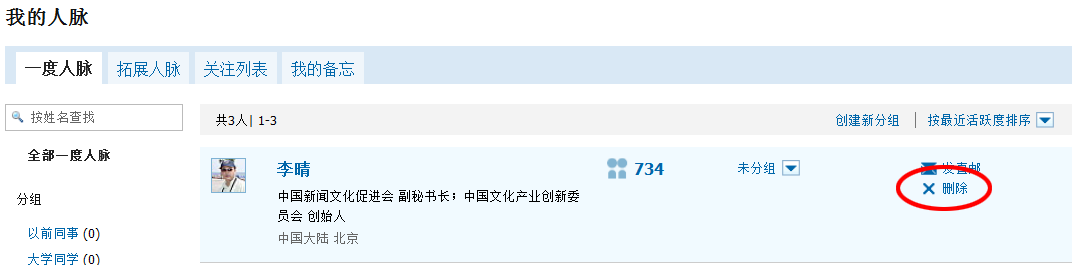 我的人脉
一度人脉 拓展人脉 关注列表 我的备忘
按姓名查找
共3人| 1-3 创建新分组 | 按最近活跃度排序
全部一度人脉
李晴 734 未分组 发直邮
删除
中国新闻文化促进会 副秘书长；中国文化产业创新委
员会 创始人
中国大陆 北京
分组
以前同事 (0)
大学同学 (0)